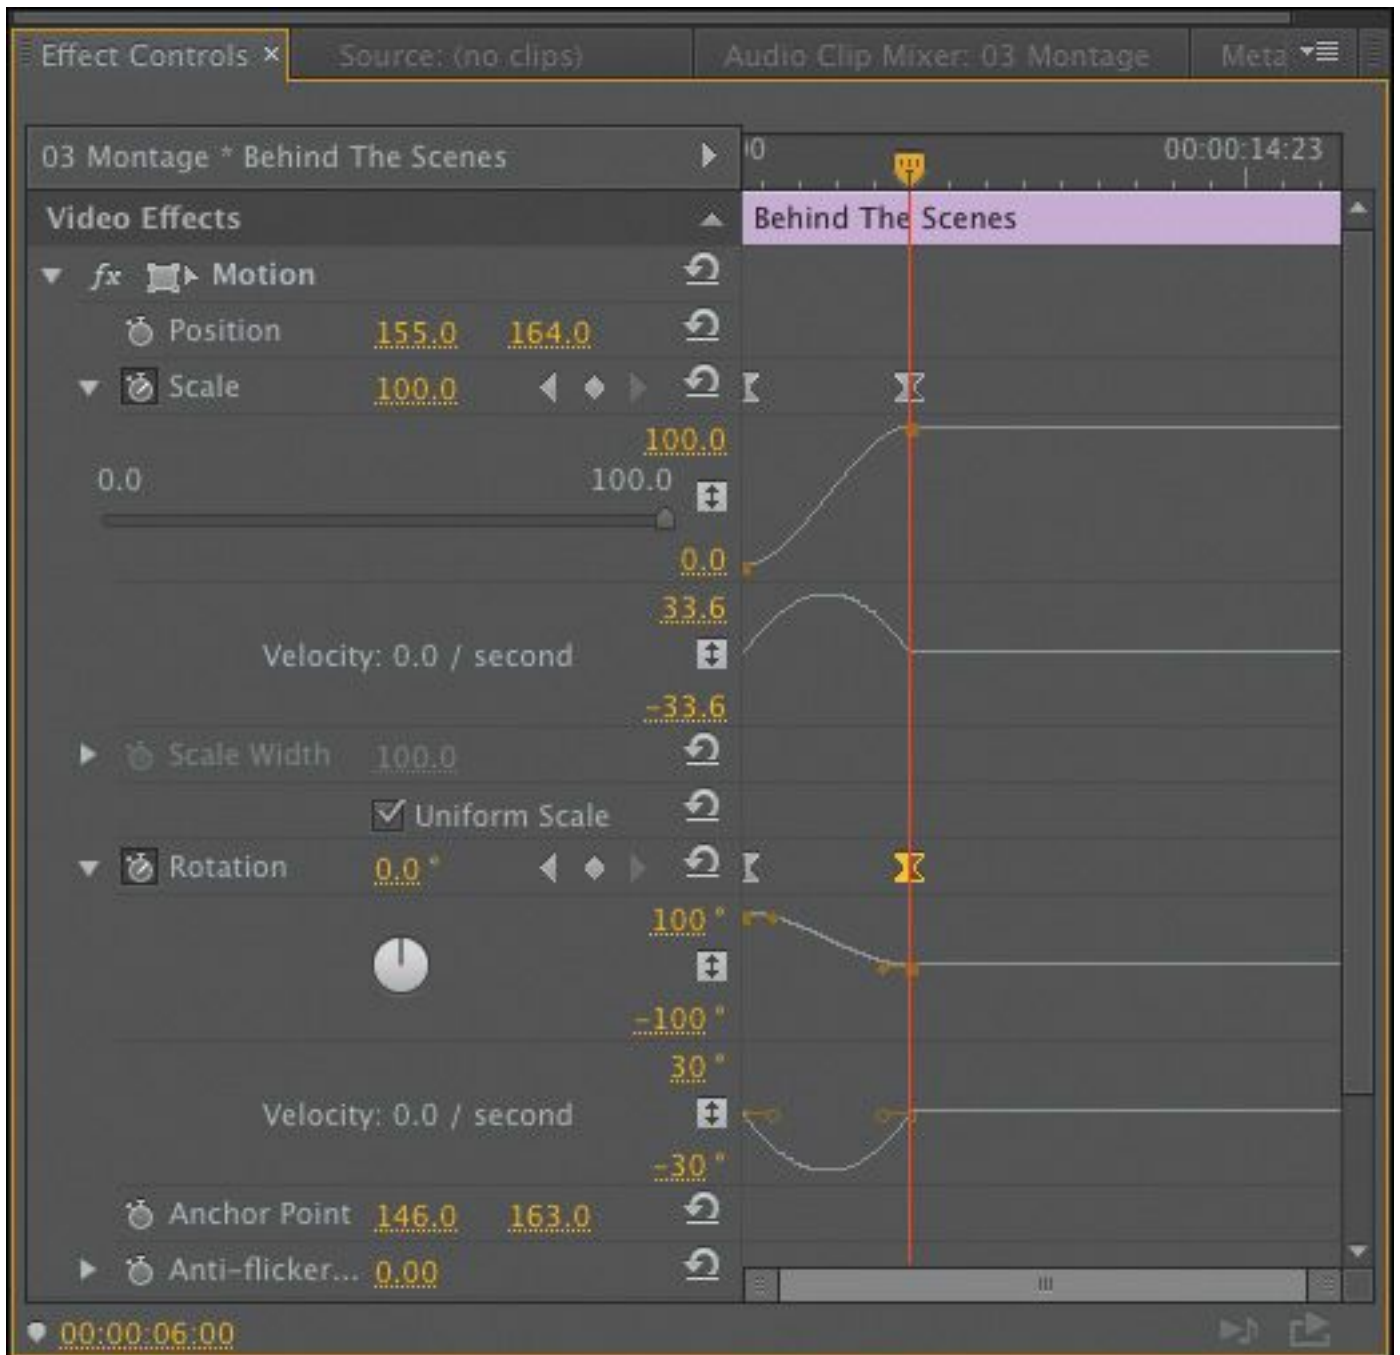 Effect Controls × Source: (no clips) Audio Clip Mixer: 03 Montage Meta
03 Montage * Behind The Scenes 00 00:00:14:23
Video Effects Behind The Scenes
fx Motion
Position 155.0 164.0
Scale 100.0
100.0
0.0 100.0
0.0
33.6
Velocity: 0.0 / second
-33.6
Scale Width 100.0
Uniform Scale
Rotation 0.0 °
100 °
-100 °
30 °
Velocity: 0.0 / second
-30 °
Anchor Point 146.0 163.0
Anti-flicker... 0.00
00:00:06:00